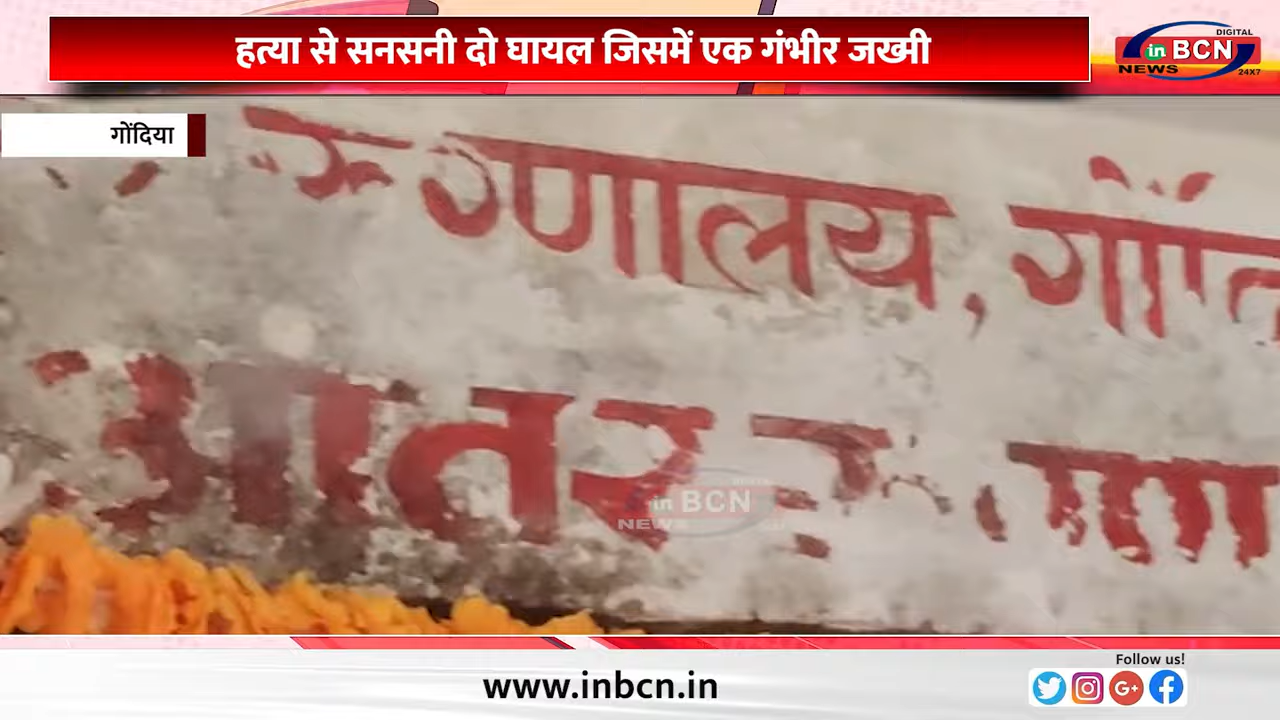 हत्या से सनसनी दो घायल जिसमें एक गंभीर जख्मी
DIGITAL
in BCN
NEWS 24X7
गोंदिया
रुग्णालय,
in BCN
NEWS
www.inbcn.in
Follow us!